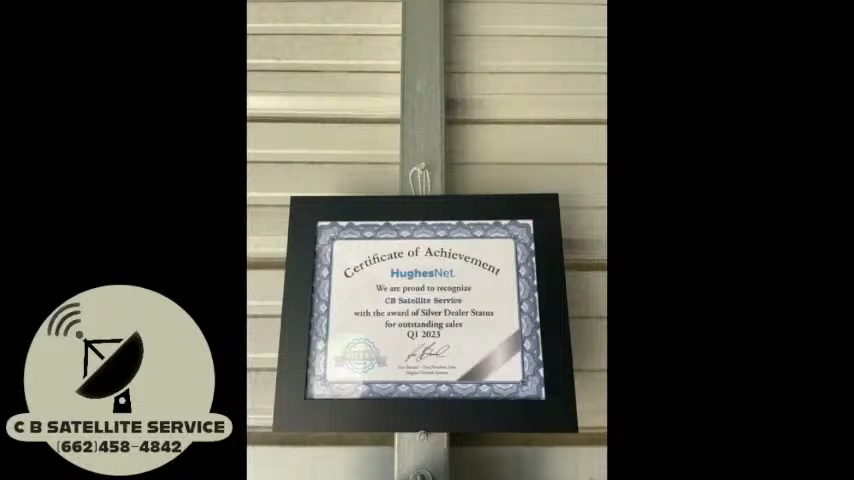 Certificate of Achievement
HughesNet
We are proud to recognize
CB Satellite Service
with the award of Silver Dealer Status
for outstanding sales
Q1 2023
C B SATELLITE SERVICE
(662)458-4842